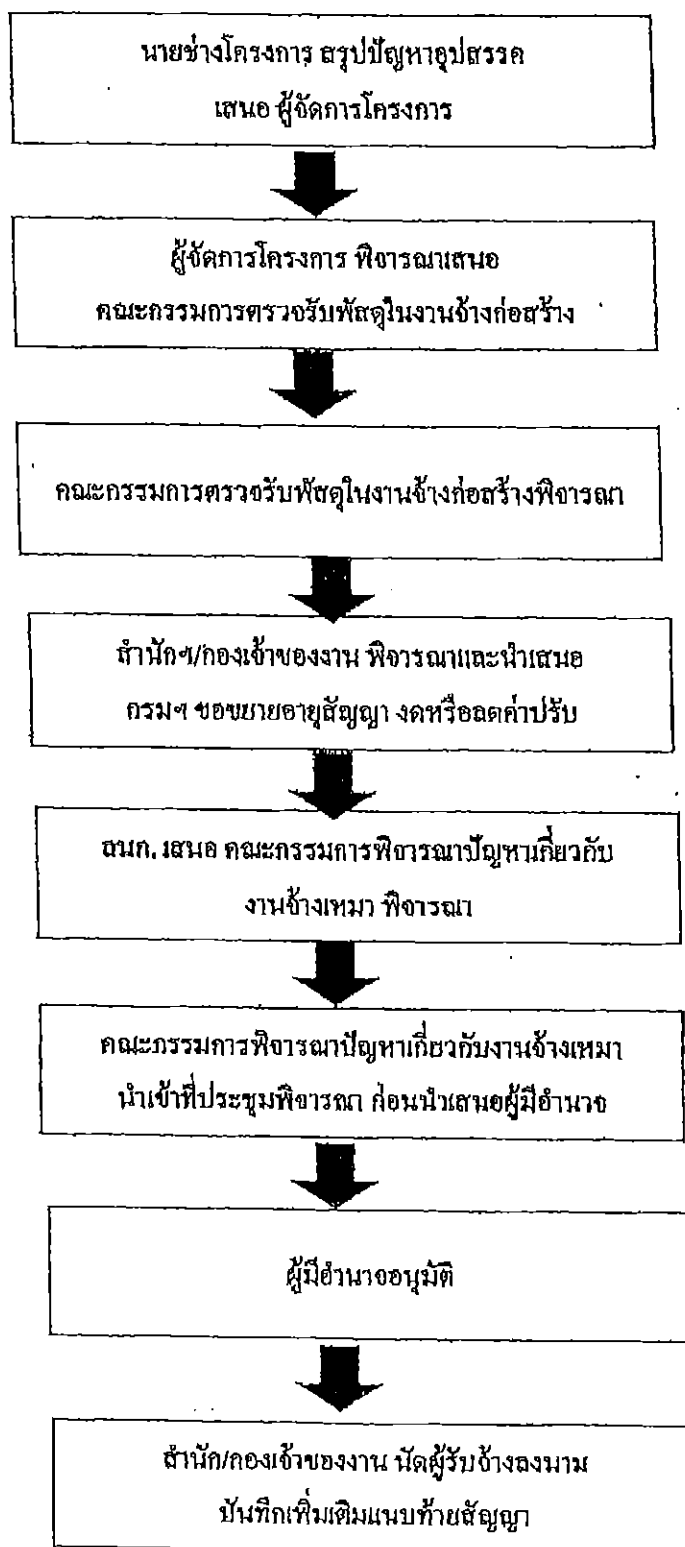 นายช่างโครงการ สรุปปัญหาอุปสรรค
เสนอ ผู้จัดการโครงการ
ผู้จัดการโครงการ พิจารณาเสนอ
คณะกรรมการตรวจรับพัสดุในงานจ้างก่อสร้าง
คณะกรรมการตรวจรับพัสดุในงานจ้างก่อสร้างพิจารณา
สำนักฯ/กองเจ้าของงาน พิจารณาและนำเสนอ
กรมฯ ขอขยายอายุสัญญา งดหรือลดค่าปรับ
ลนก. เสนอ คณะกรรมการพิจารณาปัญหาเกี่ยวกับ
งานจ้างเหมา พิจารณา
คณะกรรมการพิจารณาปัญหาเกี่ยวกับงานจ้างเหมา
นำเข้าที่ประชุมพิจารณา ก่อนนำเสนอผู้มีอำนาจ
ผู้มีอำนาจอนุมัติ
สำนัก/กองเจ้าของงาน นัดผู้รับจ้างลงนาม
บันทึกเพิ่มเติมแนบท้ายสัญญา